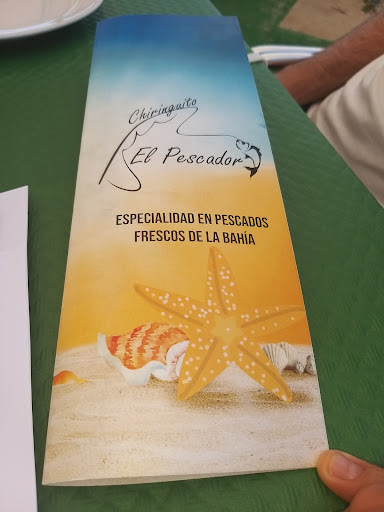 Chiringuito
El Pescador
ESPECIALIDAD EN PESCADOS
FRESCOS DE LA BAHÍA